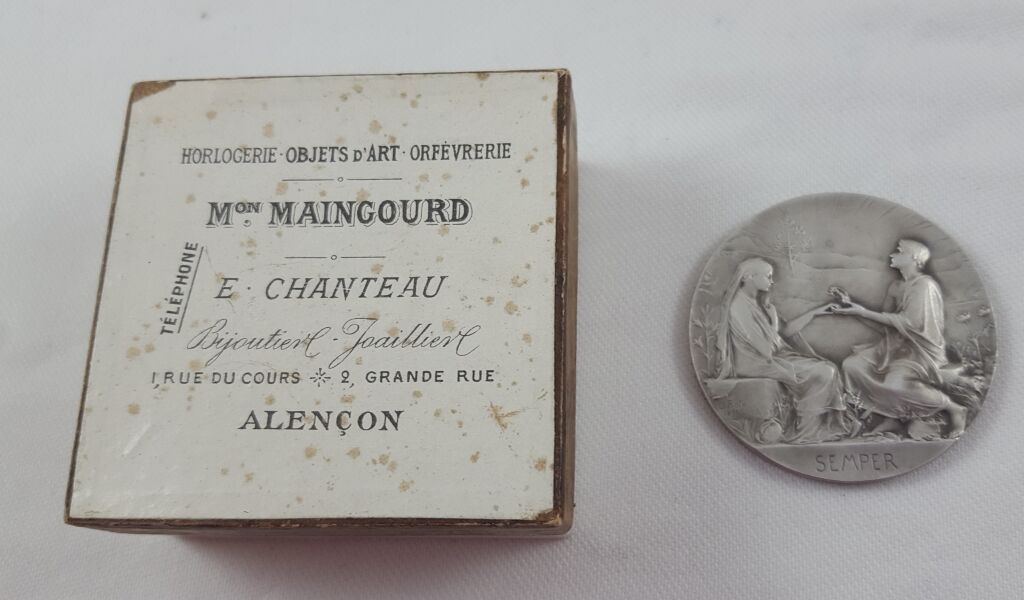 HORLOGERIE · OBJETS D'ART · ORFÈVRERIE
MON MAINGOURD
TÉLÉPHONE
E · CHANTEAU
Bijoutier - Joaillier
1, RUE DU COURS 2, GRANDE RUE
ALENÇON
SEMPER